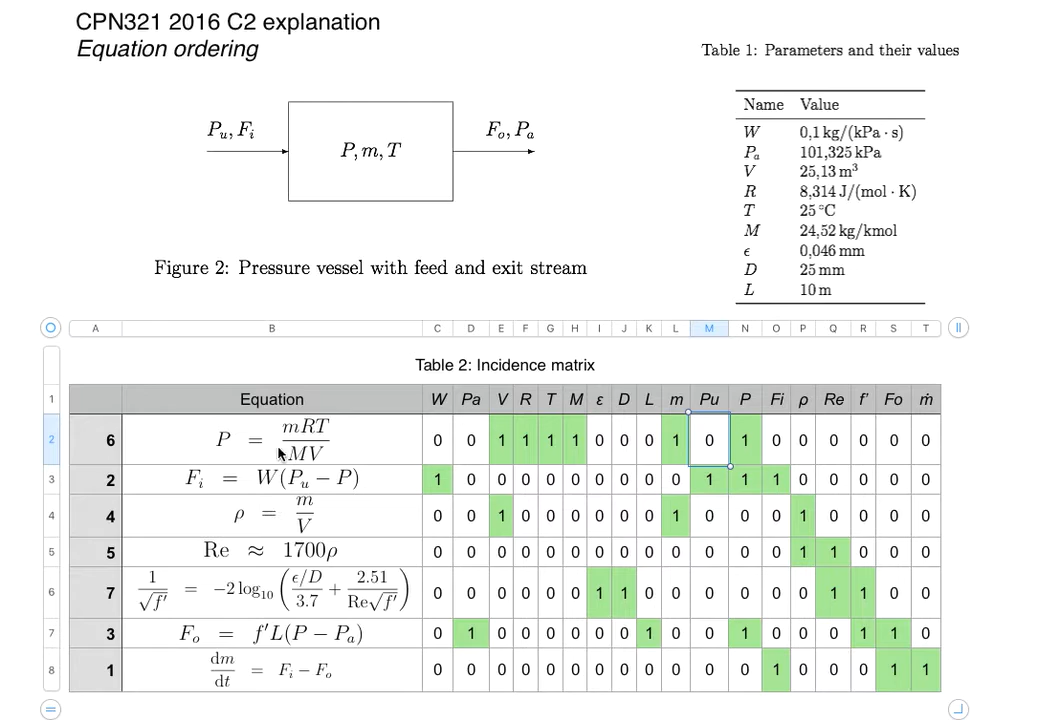 CPN321 2016 C2 explanation
Equation ordering
Table 1: Parameters and their values
Name Value
W 0,1 kg/(kPa · s)
Pa 101,325 kPa
V 25,13 m³
R 8,314 J/(mol · K)
T 25 °C
M 24,52 kg/kmol
ϵ 0,046 mm
D 25 mm
L 10 m
Pu, Fi
P, m, T
Fo, Pa
Figure 2: Pressure vessel with feed and exit stream
A B C D E F G H I J K L M N O P Q R S T
Table 2: Incidence matrix
1 Equation W Pa V R T M ε D L m Pu P Fi ρ Re f' Fo ṁ
2 6 P = mRT/MV 0 0 1 1 1 1 0 0 0 1 0 1 0 0 0 0 0 0
3 2 Fi = W(Pu − P) 1 0 0 0 0 0 0 0 0 0 1 1 1 0 0 0 0 0
4 4 ρ = m/V 0 0 1 0 0 0 0 0 0 1 0 0 0 1 0 0 0 0
5 5 Re ≈ 1700ρ 0 0 0 0 0 0 0 0 0 0 0 0 0 1 1 0 0 0
6 7 1/√f' = −2 log10 (ϵ/D/3.7 + 2.51/Re√f') 0 0 0 0 0 0 1 1 0 0 0 0 0 0 1 1 0 0
7 3 Fo = f'L(P − Pa) 0 1 0 0 0 0 0 0 1 0 0 1 0 0 0 1 1 0
8 1 dm/dt = Fi − Fo 0 0 0 0 0 0 0 0 0 0 0 0 1 0 0 0 1 1